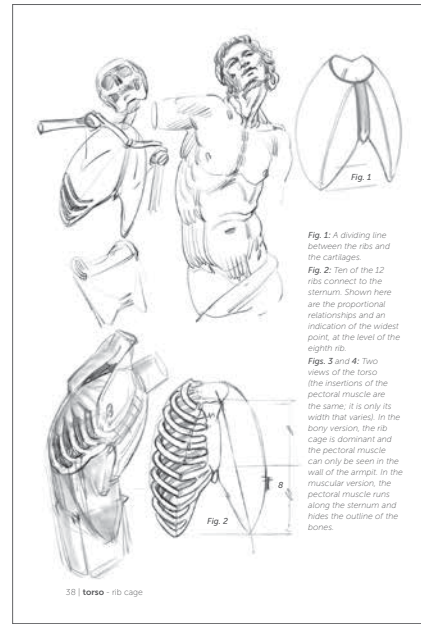 Fig. 1
Fig. 1: A dividing line
between the ribs and
the cartilages.
Fig. 2: Ten of the 12
ribs connect to the
sternum. Shown here
are the proportional
relationships and an
indication of the widest
point, at the level of the
eighth rib.
Figs. 3 and 4: Two
views of the torso
(the insertions of the
pectoral muscle are
the same; it is only its
width that varies). In the
bony version, the rib
cage is dominant and
the pectoral muscle
can only be seen in the
wall of the armpit. In the
muscular version, the
pectoral muscle runs
along the sternum and
hides the outline of the
bones.
8
Fig. 2
38 | torso - rib cage